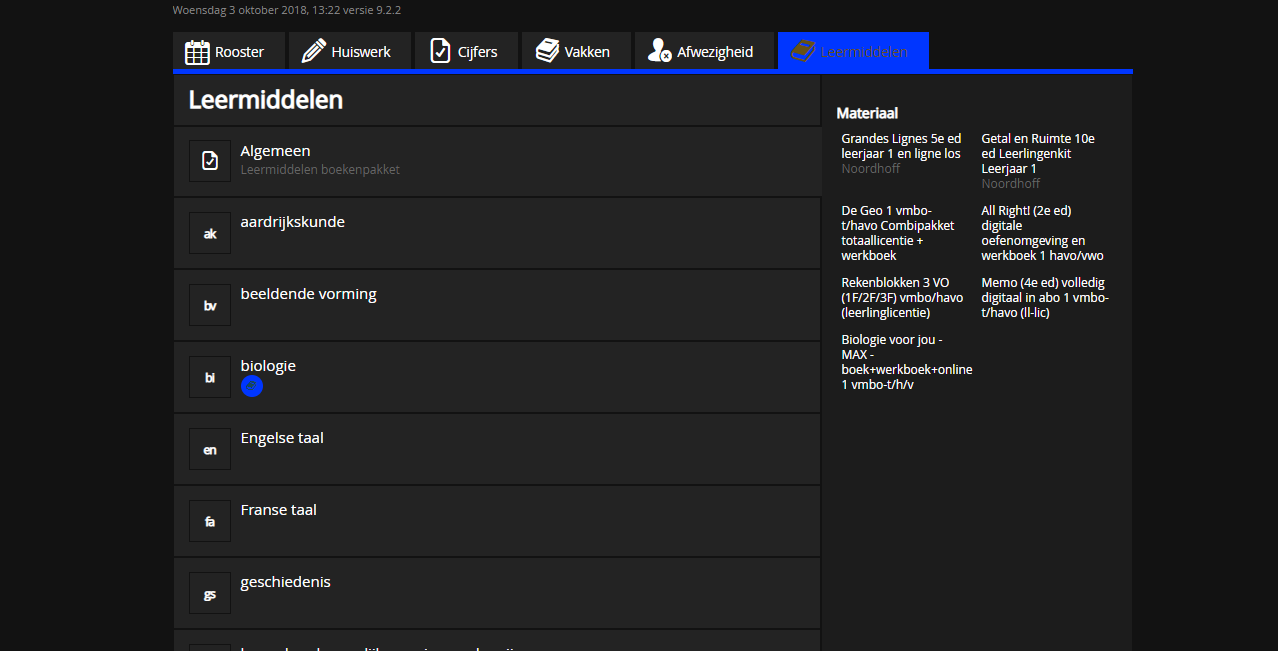 Woensdag 3 oktober 2018, 13:22 versie 9.2.2
Rooster
Huiswerk
Cijfers
Vakken
Afwezigheid
Leermiddelen
Leermiddelen
Algemeen
Leermiddelen boekenpakket
ak
aardrijkskunde
bv
beeldende vorming
bi
biologie
en
Engelse taal
fa
Franse taal
gs
geschiedenis
Materiaal
Grandes Lignes 5e ed
leerjaar 1 en ligne los
Noordhoff
Getal en Ruimte 10e
ed Leerlingenkit
Leerjaar 1
Noordhoff
De Geo 1 vmbo-
t/havo Combipakket
totaallicentie +
werkboek
All Right! (2e ed)
digitale
oefenomgeving en
werkboek 1 havo/vwo
Rekenblokken 3 VO
(1F/2F/3F) vmbo/havo
(leerlinglicentie)
Memo (4e ed) volledig
digitaal in abo 1 vmbo-
t/havo (ll-lic)
Biologie voor jou -
MAX -
boek+werkboek+online
1 vmbo-t/h/v